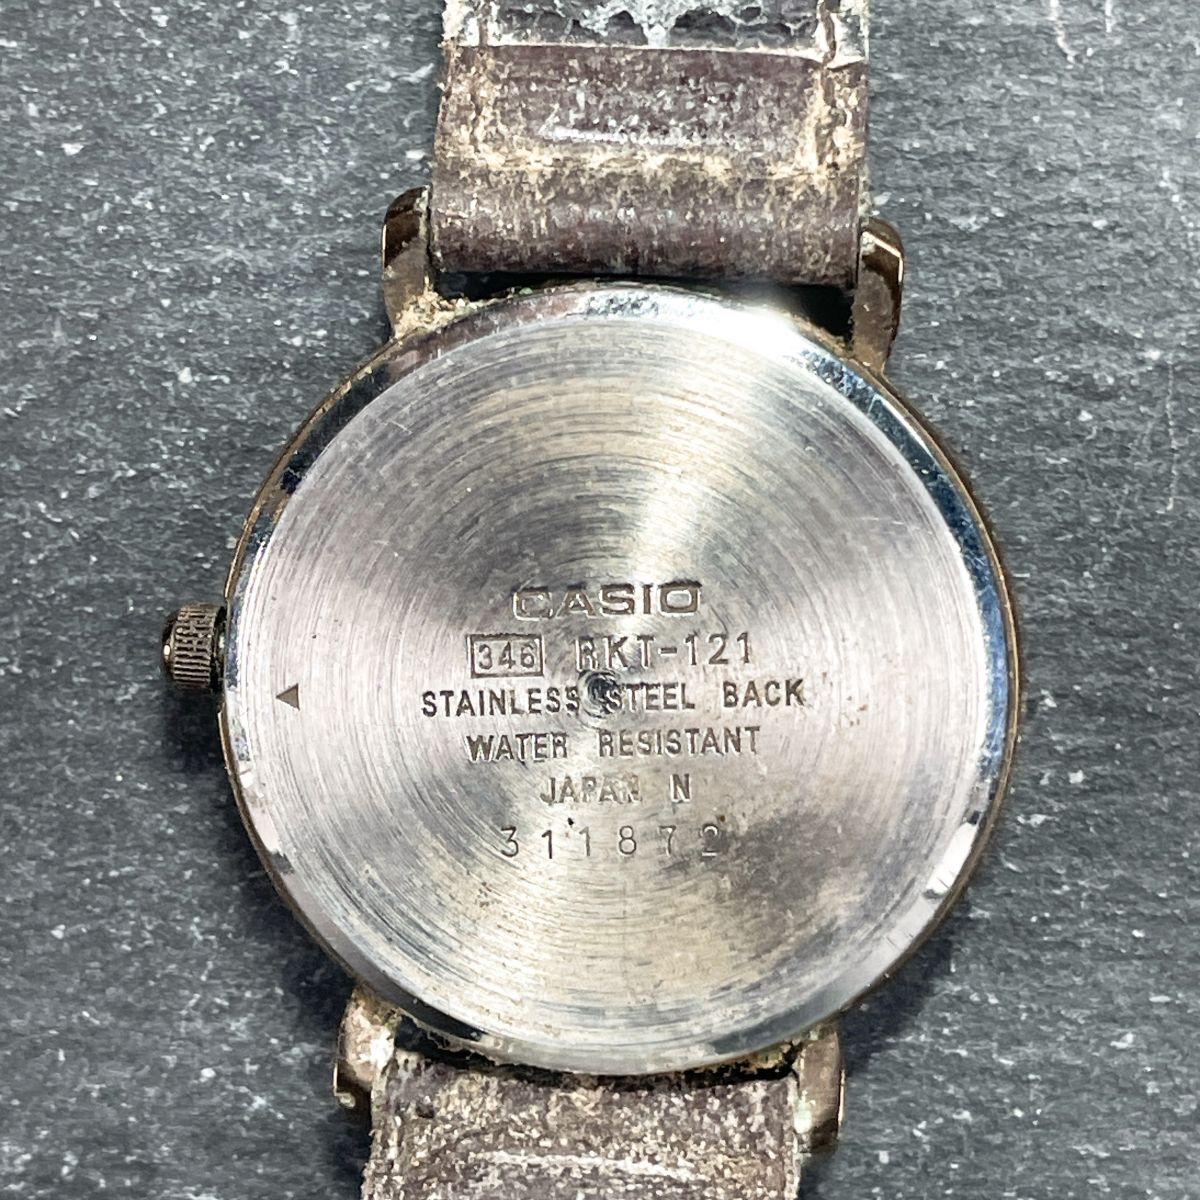 CASIO
346 RKT-121
STAINLESS STEEL BACK
WATER RESISTANT
JAPAN N
311872